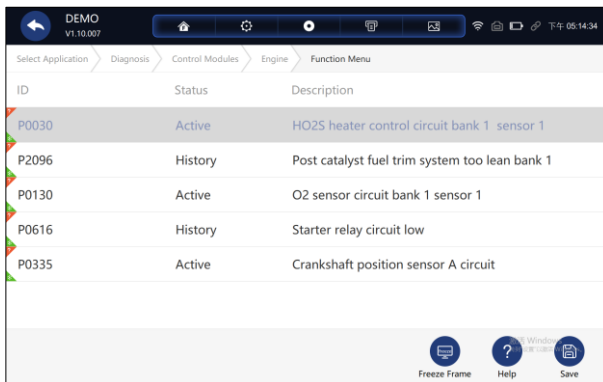 DEMO
V1.10.007
下午 05:14:34
Select Application Diagnosis Control Modules Engine Function Menu
ID Status Description
P0030 Active HO2S heater control circuit bank 1 sensor 1
P2096 History Post catalyst fuel trim system too lean bank 1
P0130 Active O2 sensor circuit bank 1 sensor 1
P0616 History Starter relay circuit low
P0335 Active Crankshaft position sensor A circuit
Windows
Freeze Frame Help Save